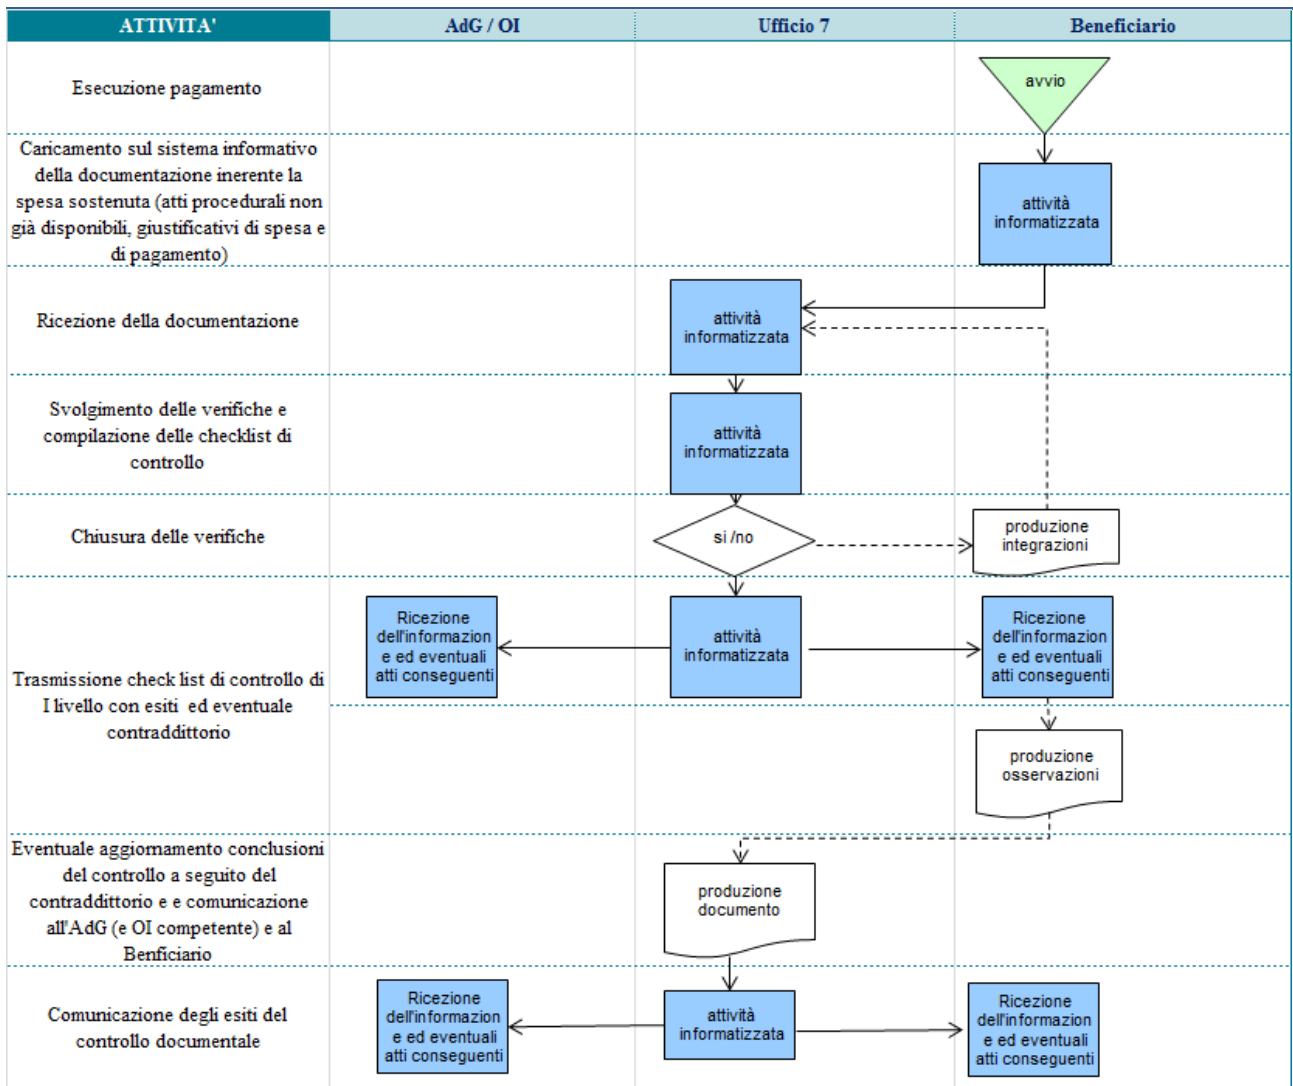 ATTIVITA'
AdG / OI
Ufficio 7
Beneficiario
Esecuzione pagamento
avvio
Caricamento sul sistema informativo
della documentazione inerente la
spesa sostenuta (atti procedurali non
già disponibili, giustificativi di spesa e
di pagamento)
attività
informatizzata
Ricezione della documentazione
attività
informatizzata
Svolgimento delle verifiche e
compilazione delle checklist di
controllo
attività
informatizzata
Chiusura delle verifiche
si /no
produzione
integrazioni
Trasmissione check list di controllo di
I livello con esiti ed eventuale
contraddittorio
Ricezione
dell'informazion
e ed eventuali
atti conseguenti
attività
informatizzata
Ricezione
dell'informazion
e ed eventuali
atti conseguenti
produzione
osservazioni
Eventuale aggiornamento conclusioni
del controllo a seguito del
contraddittorio e e comunicazione
all'AdG (e OI competente) e al
Benficiario
produzione
documento
Comunicazione degli esiti del
controllo documentale
Ricezione
dell'informazion
e ed eventuali
atti conseguenti
attività
informatizzata
Ricezione
dell'informazion
e ed eventuali
atti conseguenti